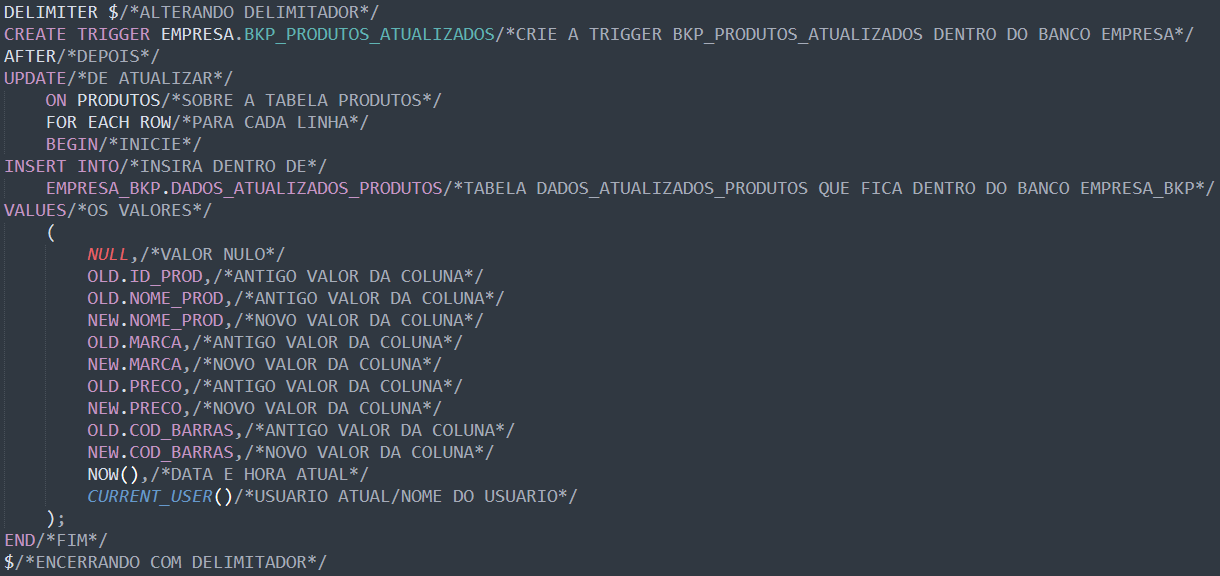 DELIMITER $/*ALTERANDO DELIMITADOR*/
CREATE TRIGGER EMPRESA.BKP_PRODUTOS_ATUALIZADOS/*CRIE A TRIGGER BKP_PRODUTOS_ATUALIZADOS DENTRO DO BANCO EMPRESA*/
AFTER/*DEPOIS*/
UPDATE/*DE ATUALIZAR*/
    ON PRODUTOS/*SOBRE A TABELA PRODUTOS*/
    FOR EACH ROW/*PARA CADA LINHA*/
    BEGIN/*INICIE*/
INSERT INTO/*INSIRA DENTRO DE*/
    EMPRESA_BKP.DADOS_ATUALIZADOS_PRODUTOS/*TABELA DADOS_ATUALIZADOS_PRODUTOS QUE FICA DENTRO DO BANCO EMPRESA_BKP*/
VALUES/*OS VALORES*/
    (
        NULL,/*VALOR NULO*/
        OLD.ID_PROD,/*ANTIGO VALOR DA COLUNA*/
        OLD.NOME_PROD,/*ANTIGO VALOR DA COLUNA*/
        NEW.NOME_PROD,/*NOVO VALOR DA COLUNA*/
        OLD.MARCA,/*ANTIGO VALOR DA COLUNA*/
        NEW.MARCA,/*NOVO VALOR DA COLUNA*/
        OLD.PRECO,/*ANTIGO VALOR DA COLUNA*/
        NEW.PRECO,/*NOVO VALOR DA COLUNA*/
        OLD.COD_BARRAS,/*ANTIGO VALOR DA COLUNA*/
        NEW.COD_BARRAS,/*NOVO VALOR DA COLUNA*/
        NOW(),/*DATA E HORA ATUAL*/
        CURRENT_USER()/*USUARIO ATUAL/NOME DO USUARIO*/
    );
END/*FIM*/
$/*ENCERRANDO COM DELIMITADOR*/